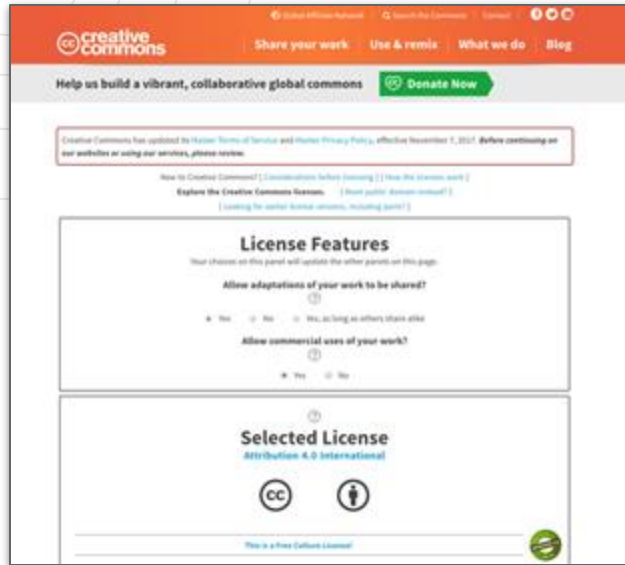 Global Affiliate Network Search the Commons Contact
creative commons
Share your work Use & remix What we do Blog
Help us build a vibrant, collaborative global commons Donate Now
Creative Commons has updated its Master Terms of Service and Master Privacy Policy, effective November 7, 2017. Before continuing on
our websites or using our services, please review.
New to Creative Commons? [ Considerations before licensing ] [ How the licenses work ]
Explore the Creative Commons licenses. [ Want public domain instead? ]
[ Looking for earlier license versions, including ports? ]
License Features
Your choices on this panel will update the other panels on this page.
Allow adaptations of your work to be shared?
?
Yes No Yes, as long as others share alike
Allow commercial uses of your work?
?
Yes No
?
Selected License
Attribution 4.0 International
cc
This is a Free Culture License!